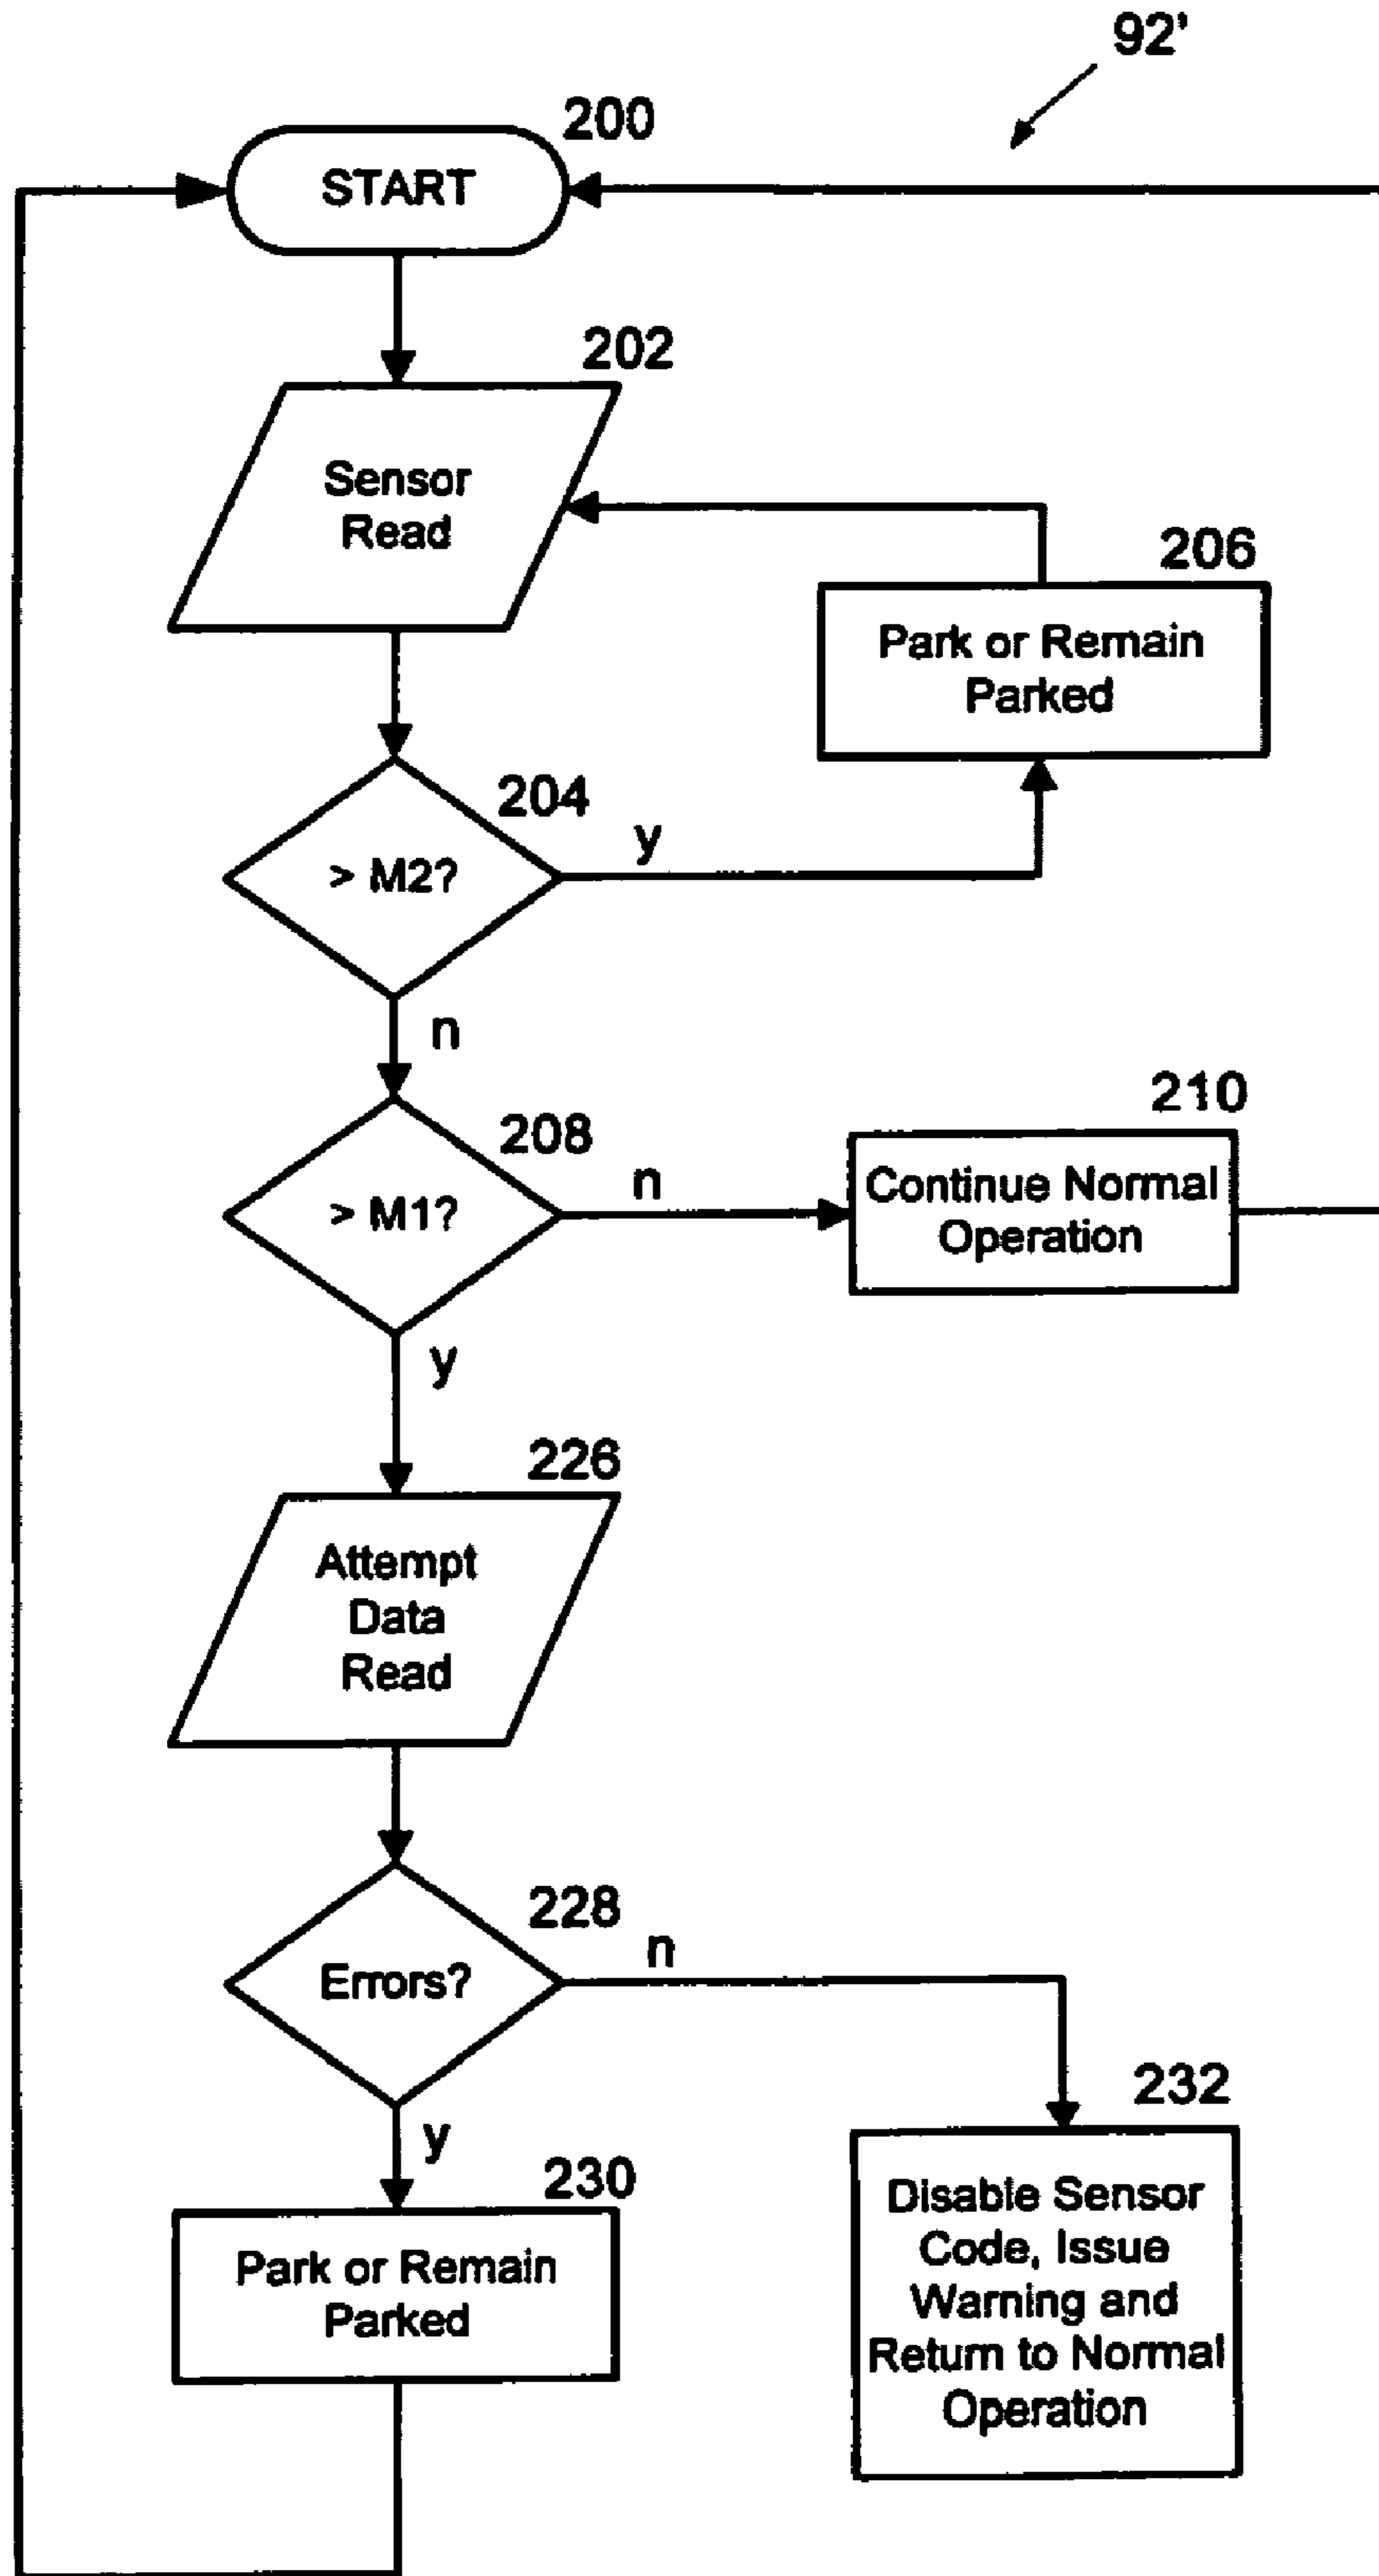 92'
200
START
202
Sensor
Read
206
Park or Remain
Parked
204
> M2?
y
n
208
> M1?
n
210
Continue Normal
Operation
y
226
Attempt
Data
Read
228
Errors?
n
y
230
Park or Remain
Parked
232
Disable Sensor
Code, Issue
Warning and
Return to Normal
Operation